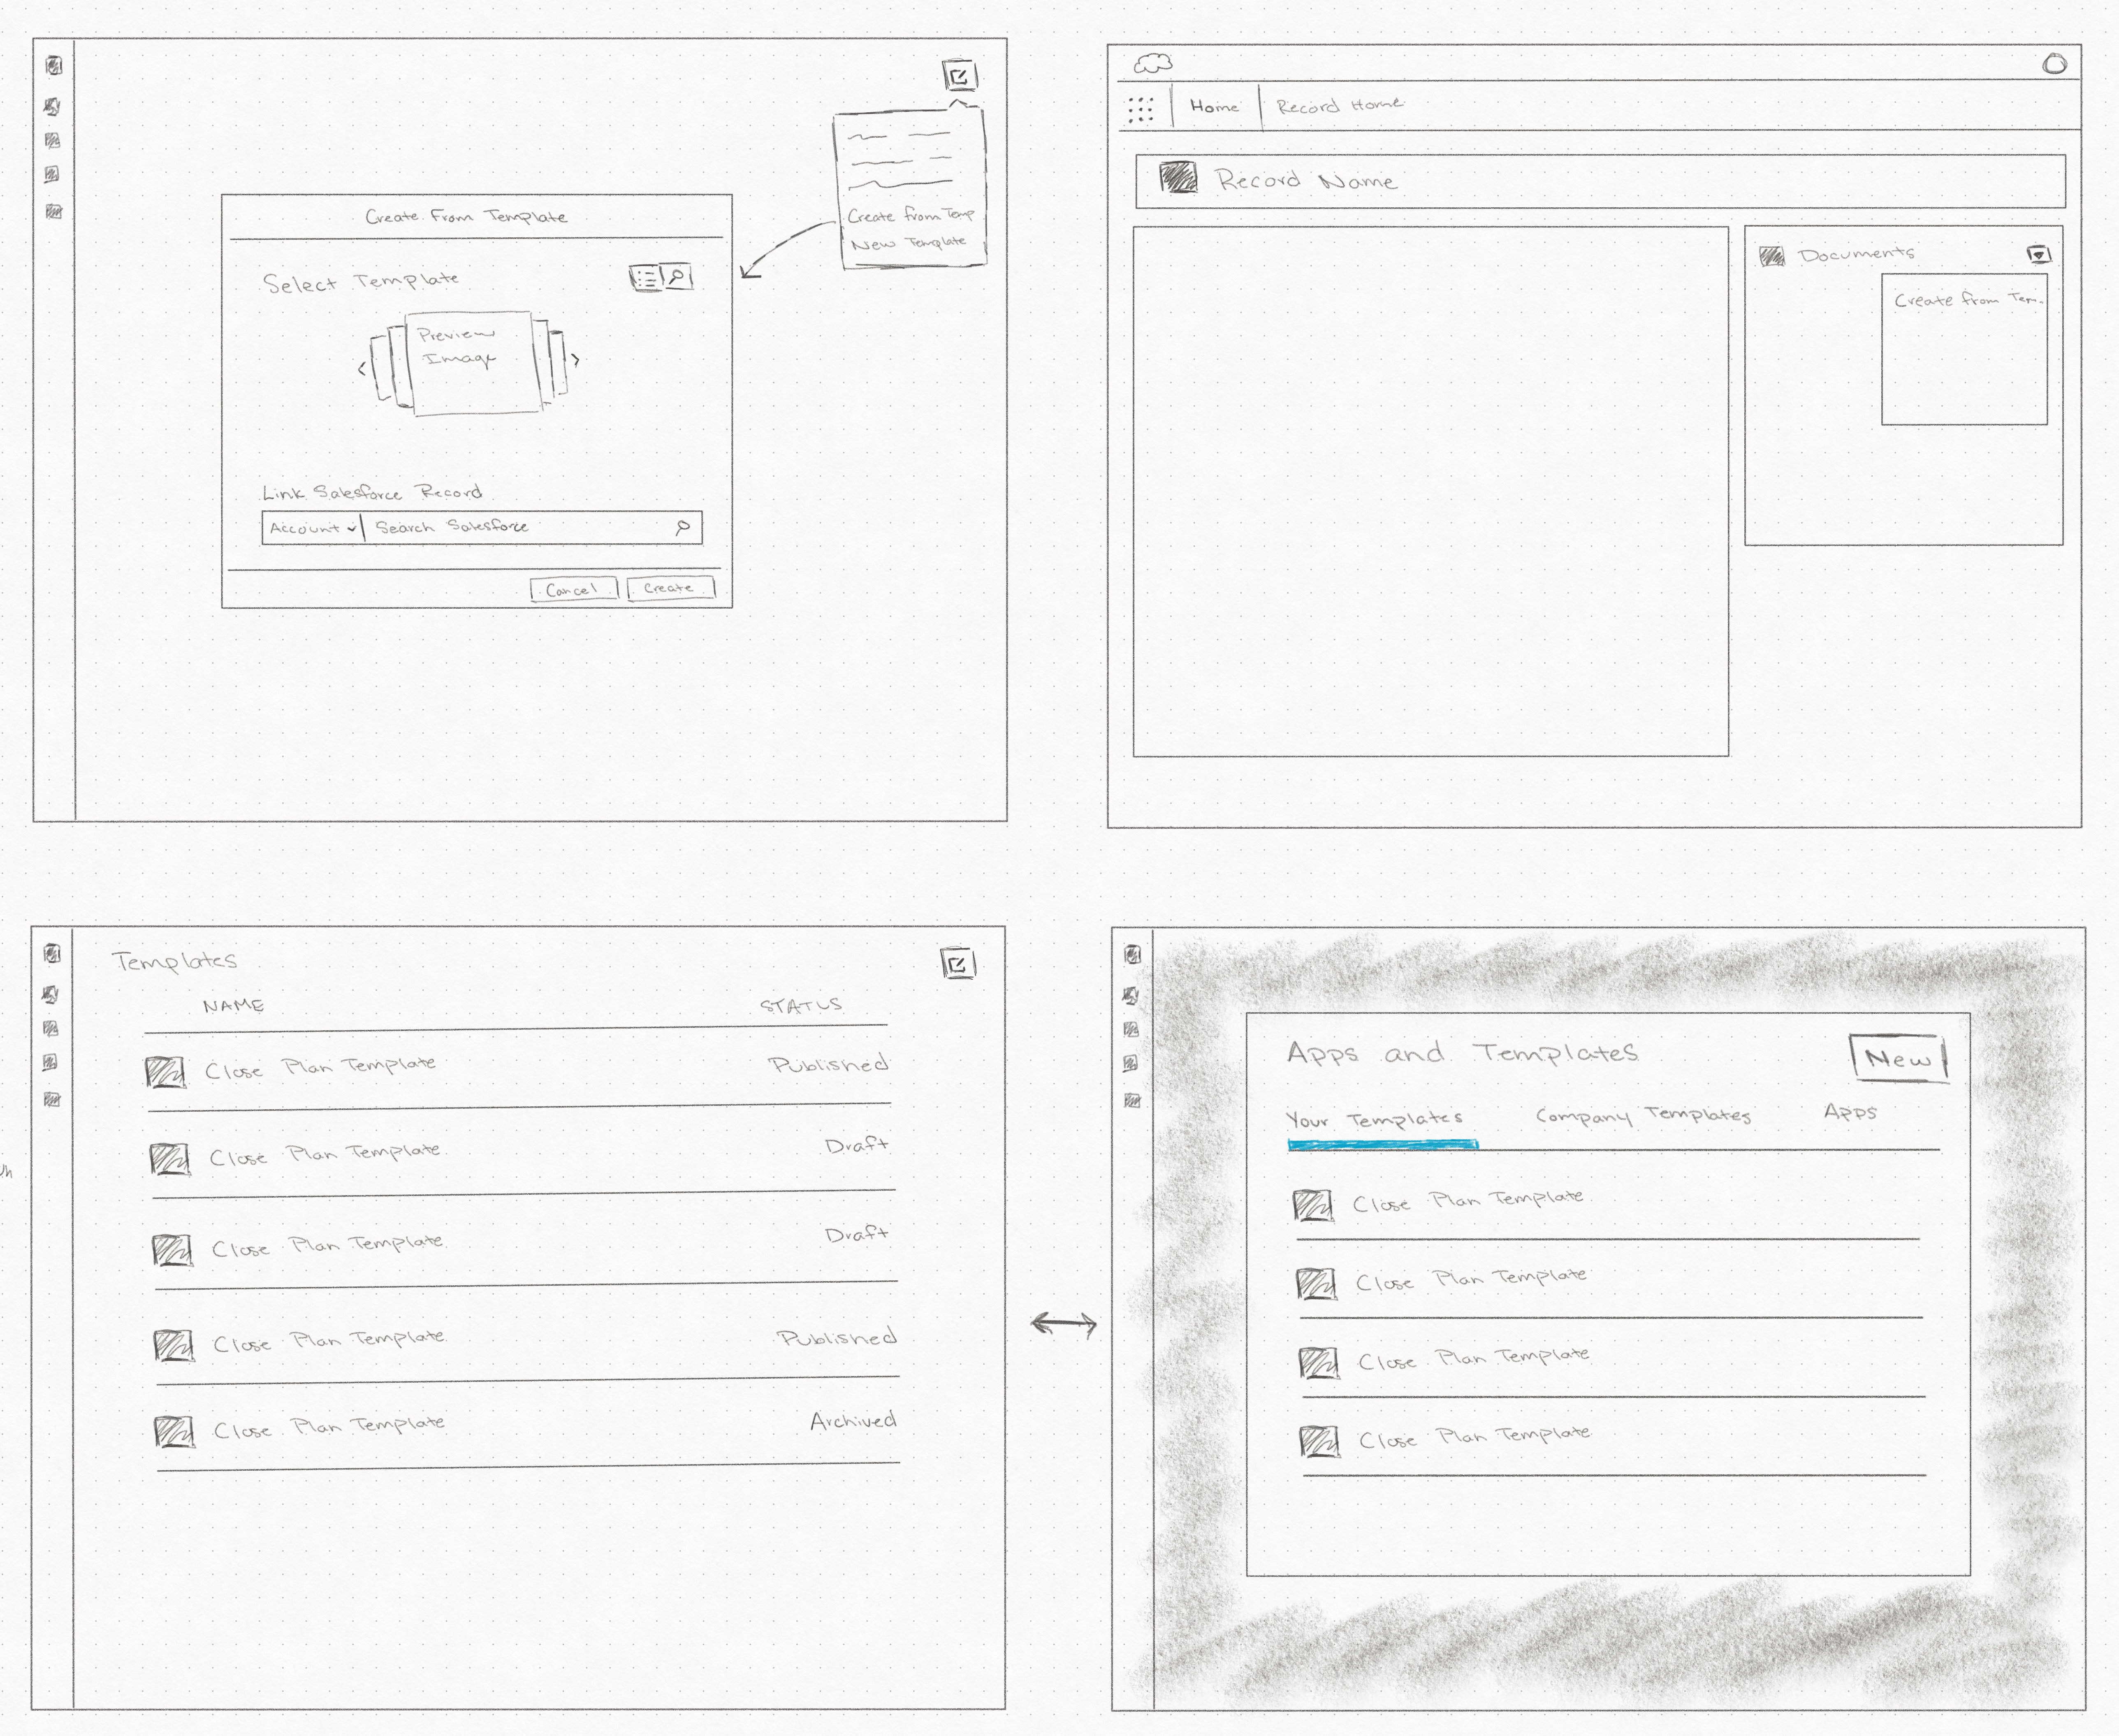 Create From Template
Select Template
Preview
Image
Link Salesforce Record
Account
Search Salesforce
Cancel
Create
Create from Temp
New Template
Home
Record Home
Record Name
Documents
Create from Tem.
Templates
NAME
STATUS
Close Plan Template
Published
Close Plan Template
Draft
Close Plan Template
Draft
Close Plan Template
Published
Close Plan Template
Archived
Apps and Templates
New
Your Templates
Company Templates
Apps
Close Plan Template
Close Plan Template
Close Plan Template
Close Plan Template